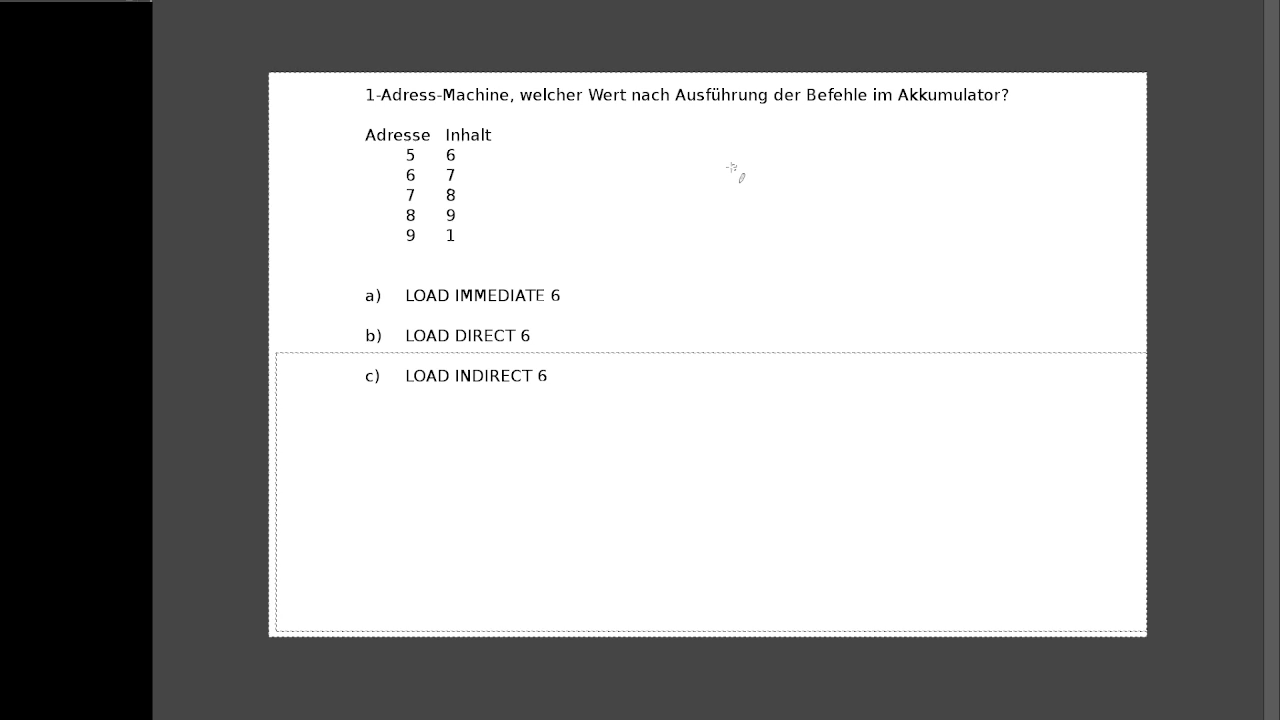 1-Adress-Machine, welcher Wert nach Ausführung der Befehle im Akkumulator?
Adresse Inhalt
5 6
6 7
7 8
8 9
9 1
a) LOAD IMMEDIATE 6
b) LOAD DIRECT 6
c) LOAD INDIRECT 6